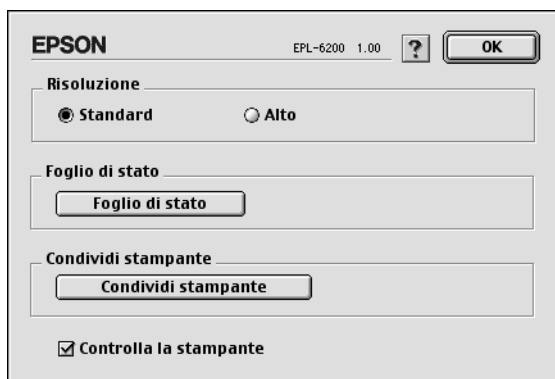 EPSON EPL-6200 1.00 ? OK
Risoluzione
Standard Alto
Foglio di stato
Foglio di stato
Condividi stampante
Condividi stampante
Controlla la stampante